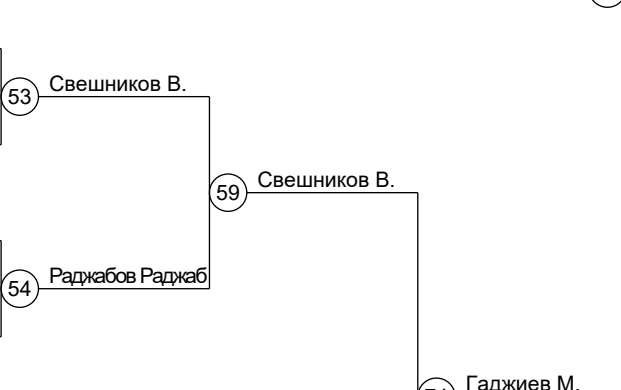 53 Свешников В.
59 Свешников В.
54 Раджабов Раджаб
Гаджиев М.